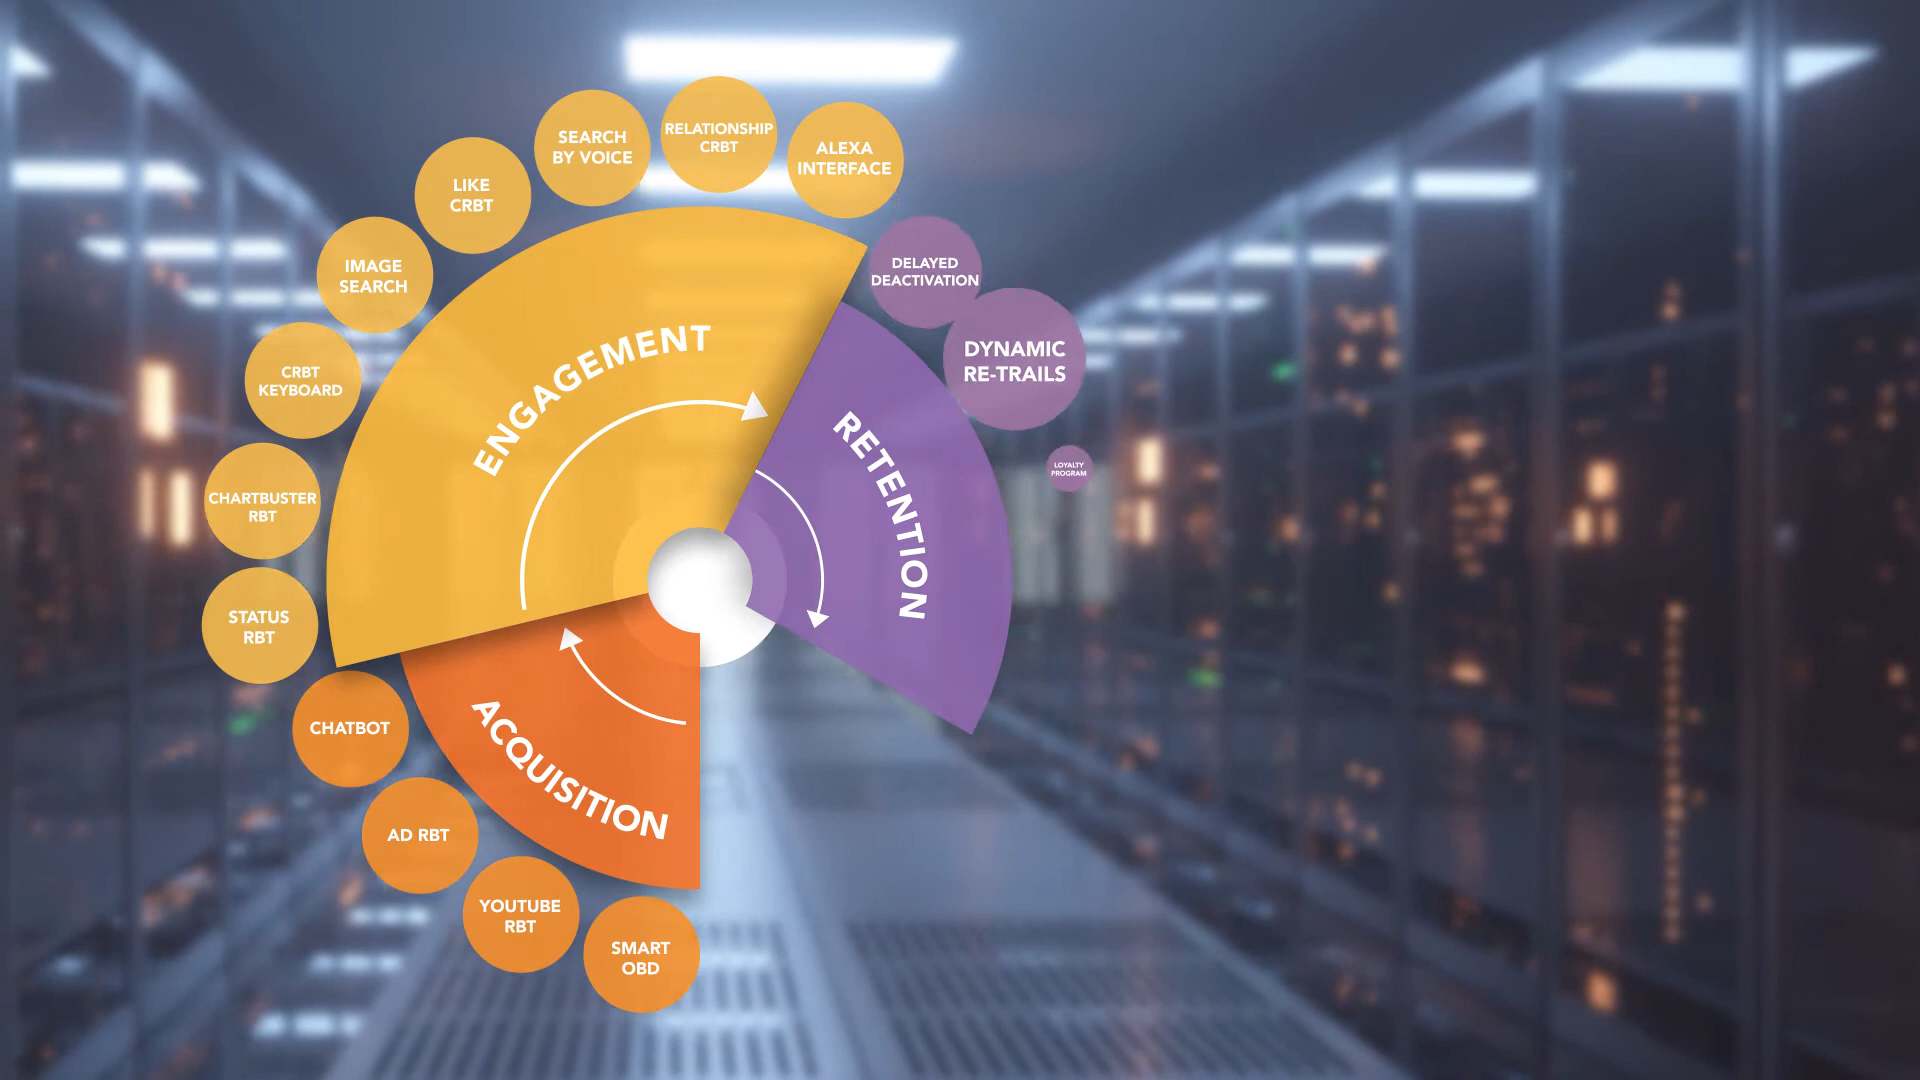 SEARCH
BY VOICE
RELATIONSHIP
CRBT
ALEXA
INTERFACE
LIKE
CRBT
IMAGE
SEARCH
CRBT
KEYBOARD
CHARTBUSTER
RBT
STATUS
RBT
DELAYED
DEACTIVATION
DYNAMIC
RE-TRAILS
LOYALTY
PROGRAM
ENGAGEMENT
RETENTION
ACQUISITION
CHATBOT
AD RBT
YOUTUBE
RBT
SMART
OBD